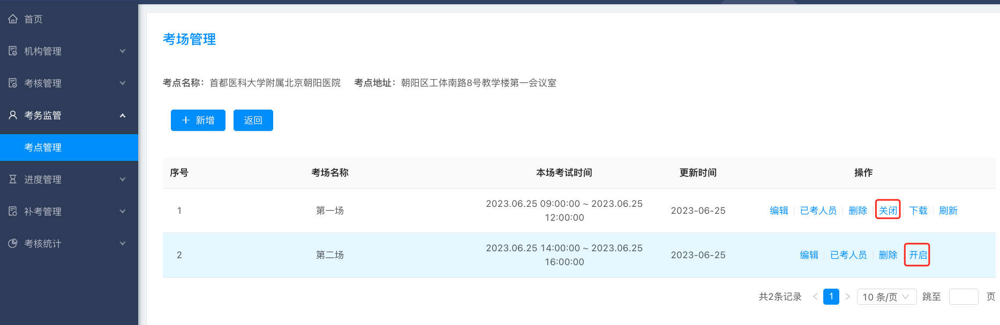 首页
机构管理
考核管理
考务监管
考点管理
进度管理
补考管理
考核统计
考场管理
考点名称：首都医科大学附属北京朝阳医院 考点地址：朝阳区工体南路8号教学楼第一会议室
新增 返回
序号 考场名称 本场考试时间 更新时间 操作
1 第一场 2023.06.25 09:00:00 ~ 2023.06.25 12:00:00 2023-06-25 编辑 已考人员 删除 关闭 下载 刷新
2 第二场 2023.06.25 14:00:00 ~ 2023.06.25 16:00:00 2023-06-25 编辑 已考人员 删除 开启
共2条记录 < 1 > 10 条/页 跳至 页